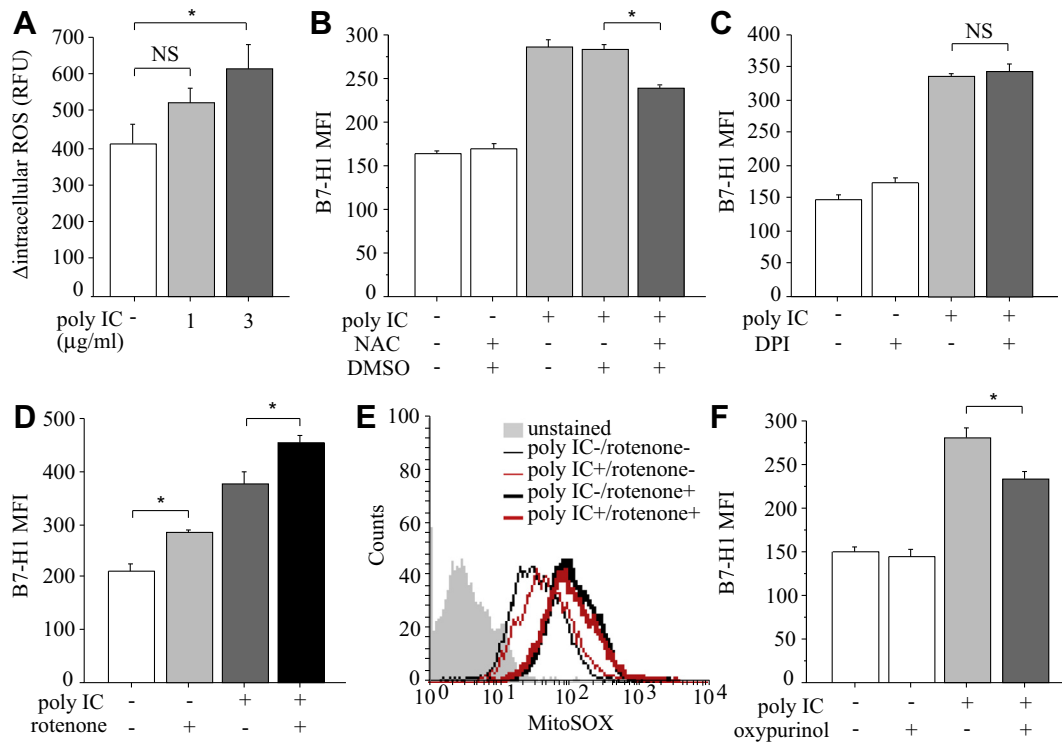 A
*
NS
Δintracellular ROS (RFU)
700
600
500
400
400
300
200
100
0
poly IC - 1 3
(µg/ml)
B
*
B7-H1 MFI
300
250
200
150
100
50
0
poly IC - - + + +
NAC - + - - +
DMSO - + - + +
C
NS
B7-H1 MFI
400
350
300
250
200
150
100
50
0
poly IC - - + +
DPI - + - +
D
*
*
B7-H1 MFI
500
400
300
200
100
0
poly IC - - + +
rotenone - + - +
E
Counts
100
80
60
40
20
0
unstained
poly IC-/rotenone-
poly IC+/rotenone-
poly IC-/rotenone+
poly IC+/rotenone+
10⁰ 10¹ 10² 10³ 10⁴
MitoSOX
F
*
B7-H1 MFI
300
250
200
150
100
50
0
poly IC - - + +
oxypurinol - + - +